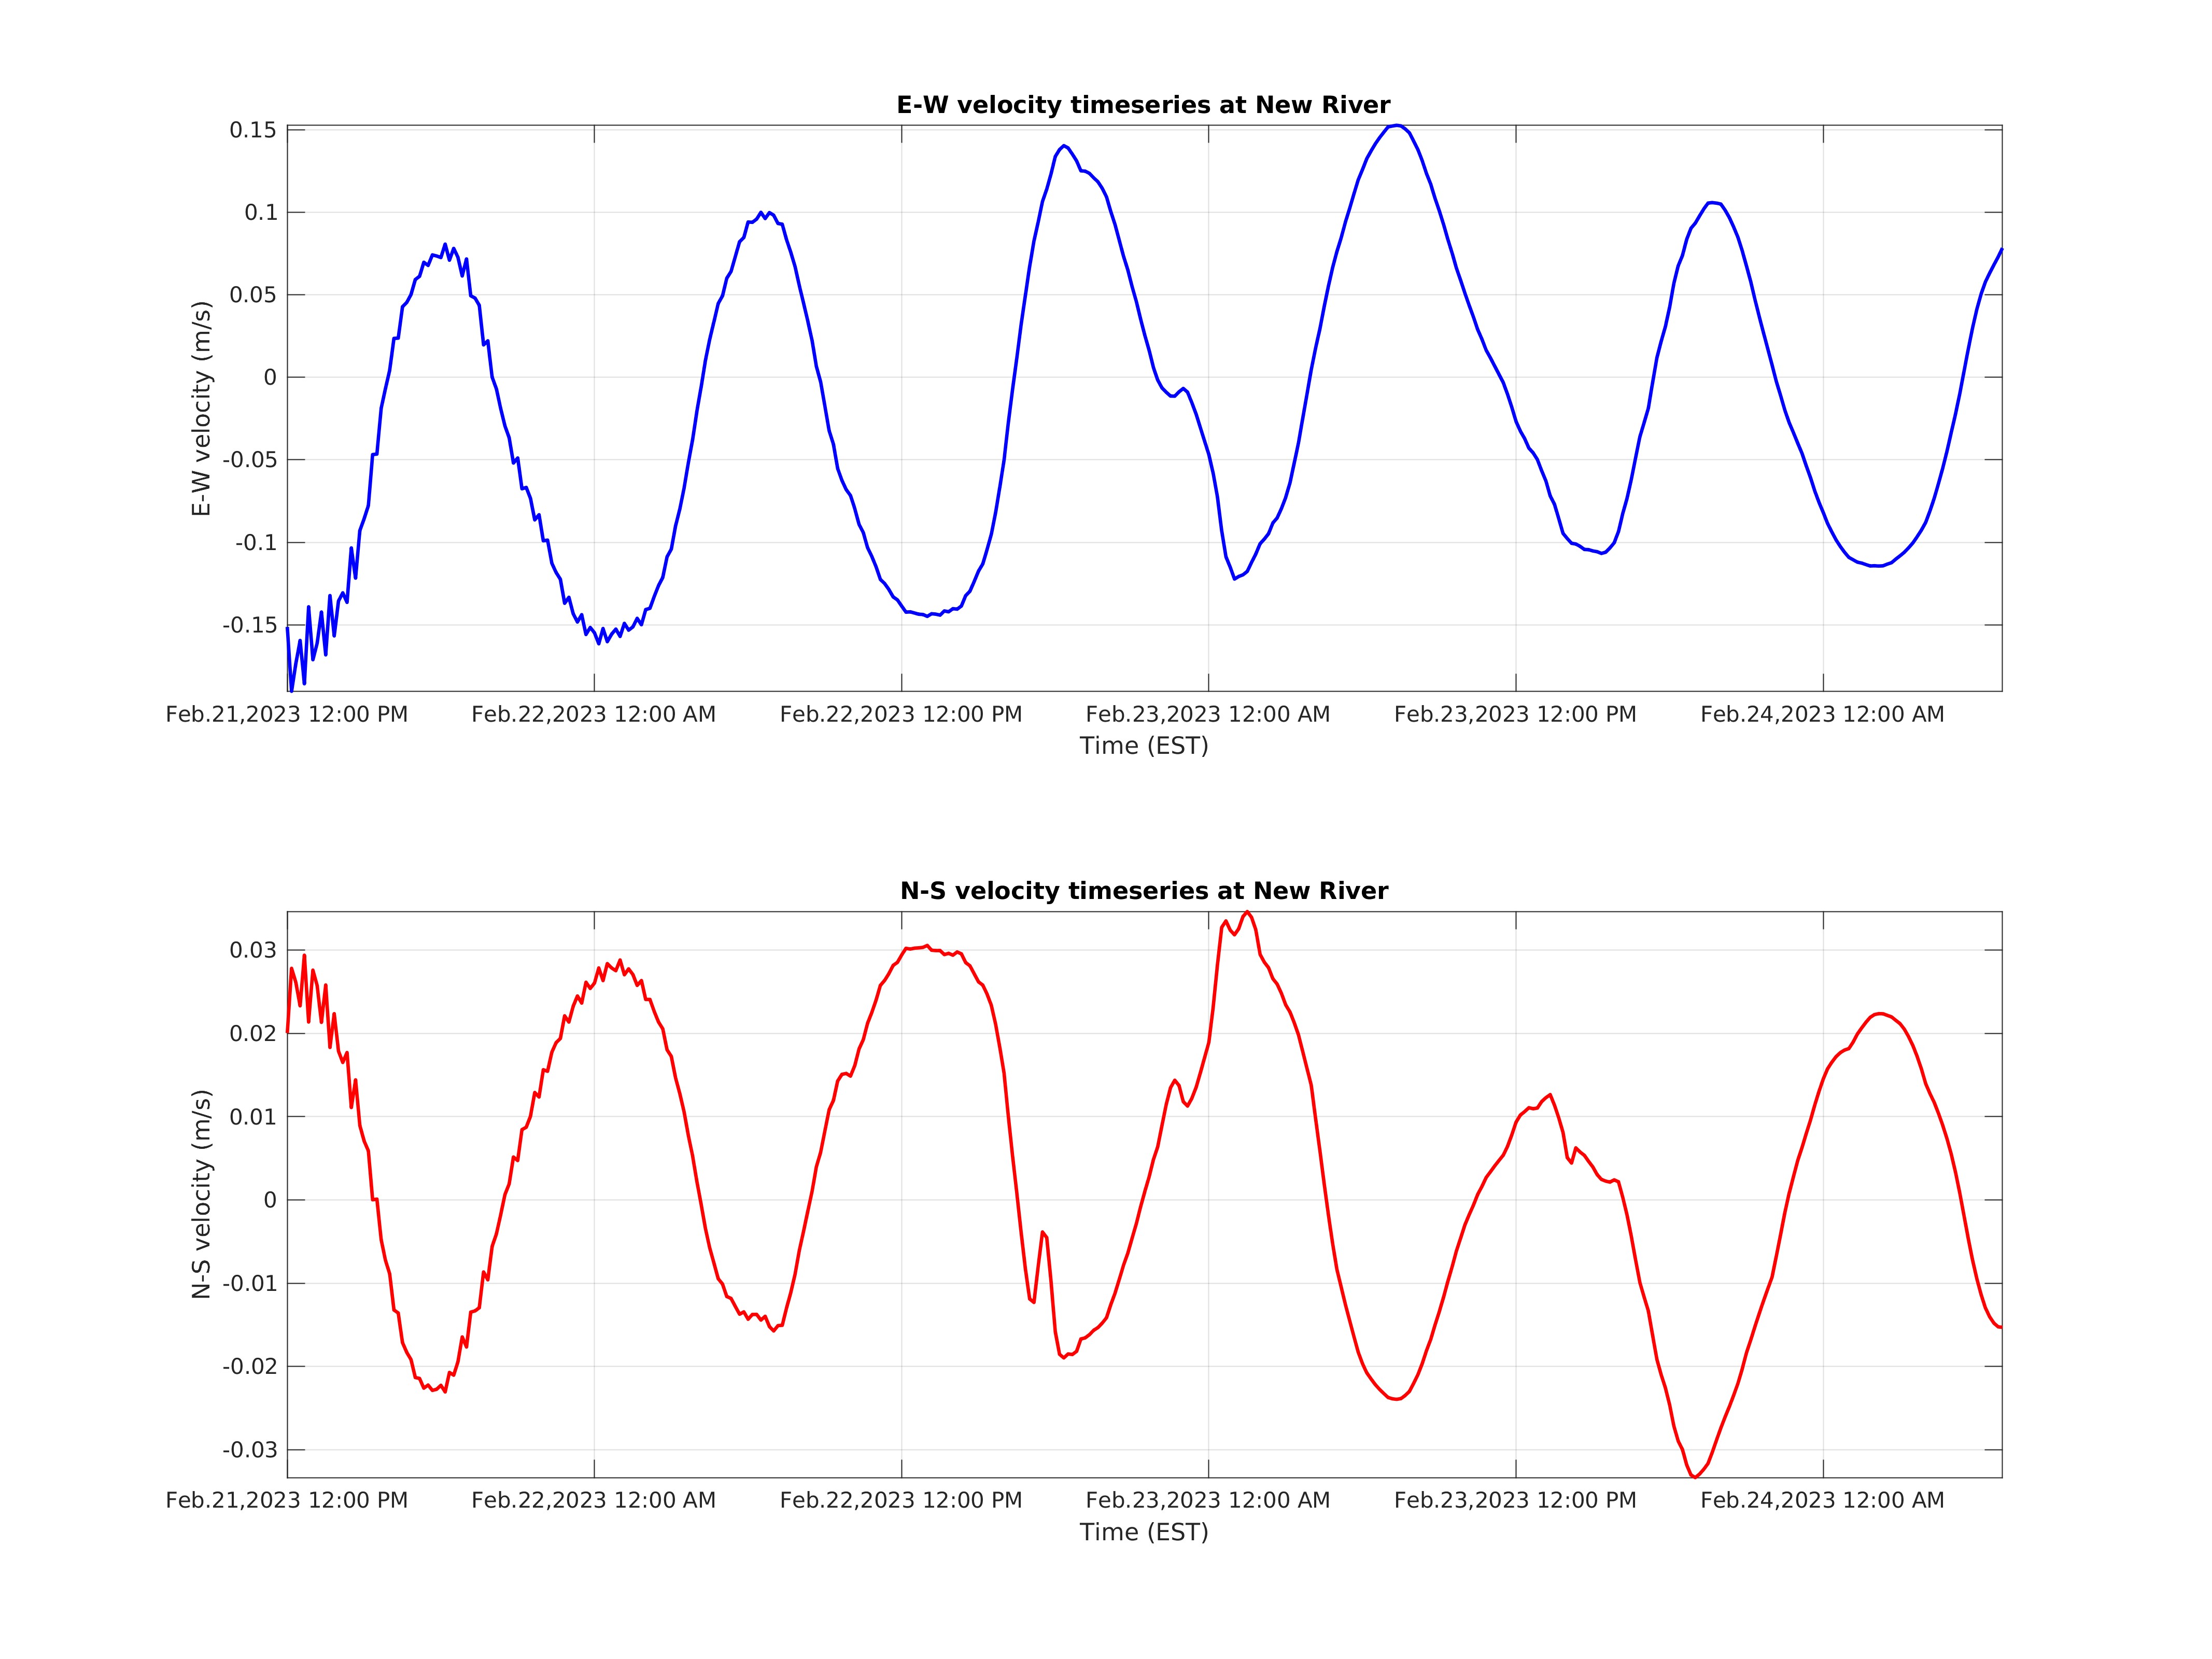 E-W velocity timeseries at New River
E-W velocity (m/s)
0.15
0.1
0.05
0
-0.05
-0.1
-0.15
Feb.21,2023 12:00 PM Feb.22,2023 12:00 AM Feb.22,2023 12:00 PM Feb.23,2023 12:00 AM Feb.23,2023 12:00 PM Feb.24,2023 12:00 AM
Time (EST)
N-S velocity timeseries at New River
N-S velocity (m/s)
0.03
0.02
0.01
0
-0.01
-0.02
-0.03
Feb.21,2023 12:00 PM Feb.22,2023 12:00 AM Feb.22,2023 12:00 PM Feb.23,2023 12:00 AM Feb.23,2023 12:00 PM Feb.24,2023 12:00 AM
Time (EST)